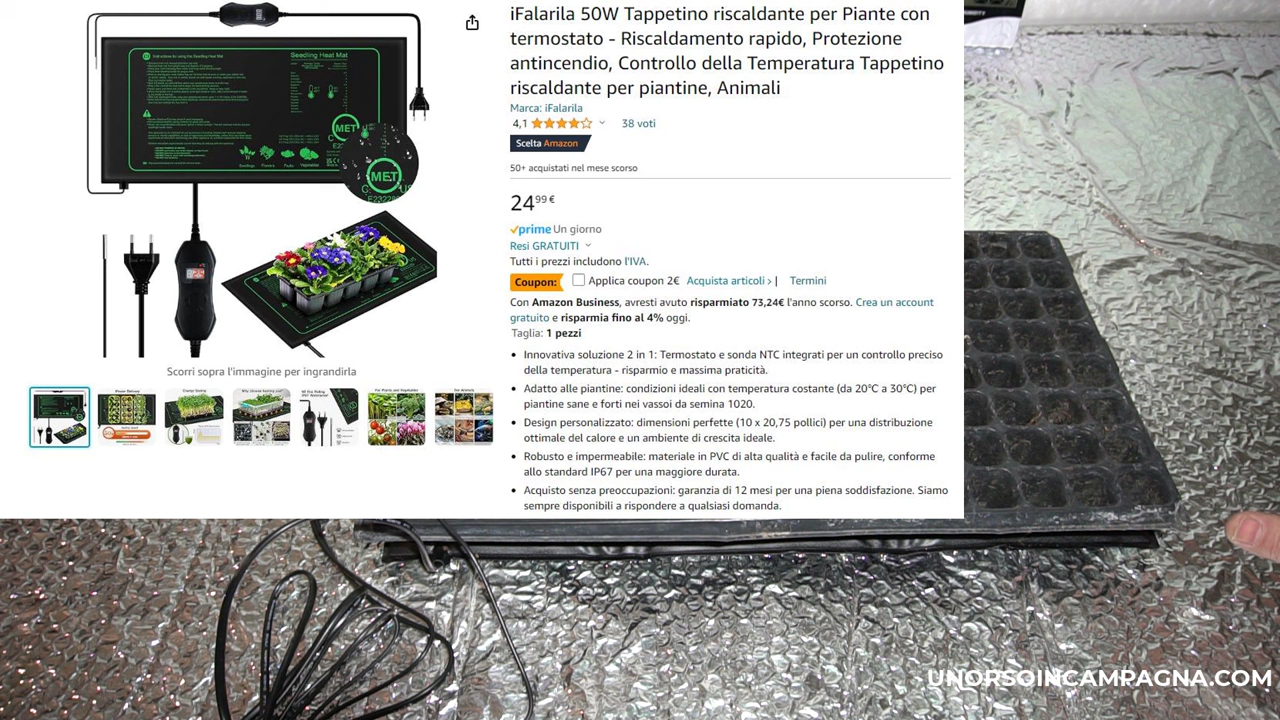 iFalarila 50W Tappetino riscaldante per Piante con
termostato - Riscaldamento rapido, Protezione
antincendio, Controllo della Temperatura Tappetino
riscaldante per piantine, Animali
Marca: iFalarila
4,1 38 voti
Scelta Amazon
50+ acquistati nel mese scorso
24 99 €
prime Un giorno
Resi GRATUITI
Tutti i prezzi includono l'IVA.
Coupon: Applica coupon 2€ Acquista articoli › | Termini
Con Amazon Business, avresti avuto risparmiato 73,24€ l'anno scorso. Crea un account
gratuito e risparmia fino al 4% oggi.
Taglia: 1 pezzi
• Innovativa soluzione 2 in 1: Termostato e sonda NTC integrati per un controllo preciso
della temperatura - risparmio e massima praticità.
• Adatto alle piantine: condizioni ideali con temperatura costante (da 20°C a 30°C) per
piantine sane e forti nei vassoi da semina 1020.
• Design personalizzato: dimensioni perfette (10 x 20,75 pollici) per una distribuzione
ottimale del calore e un ambiente di crescita ideale.
• Robusto e impermeabile: materiale in PVC di alta qualità e facile da pulire, conforme
allo standard IP67 per una maggiore durata.
• Acquisto senza preoccupazioni: garanzia di 12 mesi per una piena soddisfazione. Siamo
sempre disponibili a rispondere a qualsiasi domanda.
Seedling Heat Mat
MET
MET
Scorri sopra l'immagine per ingrandirla
UNORSOINCAMPAGNA.COM